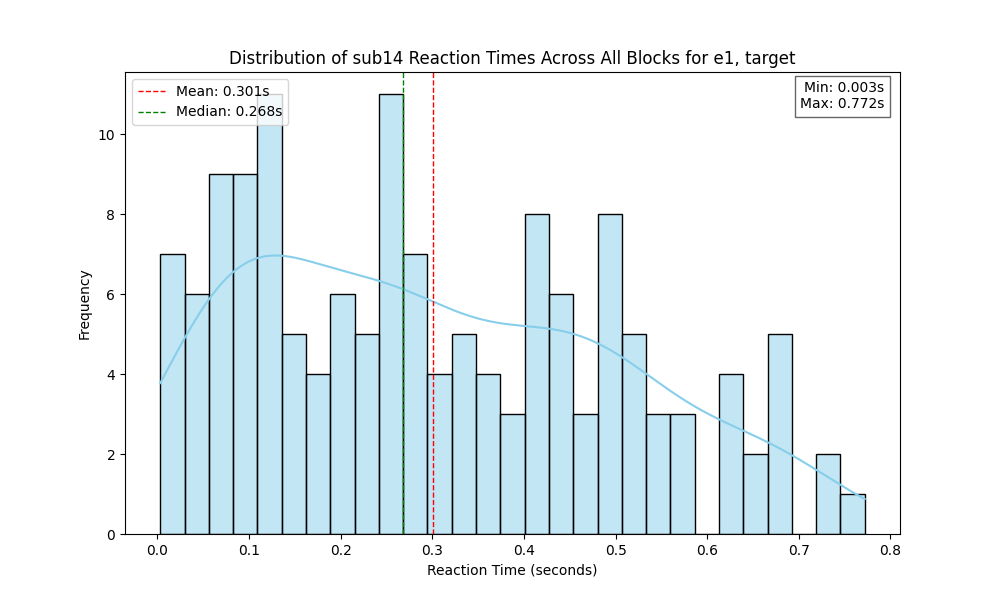 Distribution of sub14 Reaction Times Across All Blocks for e1, target
Mean: 0.301s
Median: 0.268s
Min: 0.003s
Max: 0.772s
Frequency
10
8
6
4
2
0
0.0 0.1 0.2 0.3 0.4 0.5 0.6 0.7 0.8
Reaction Time (seconds)